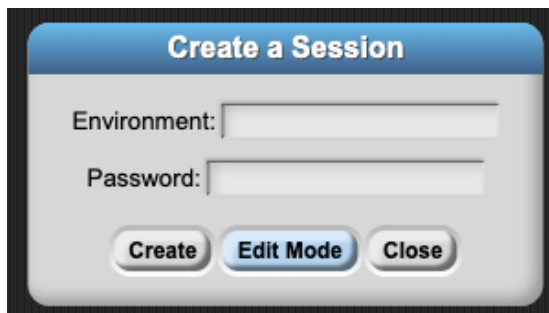 Create a Session
Environment:
Password:
Create Edit Mode Close